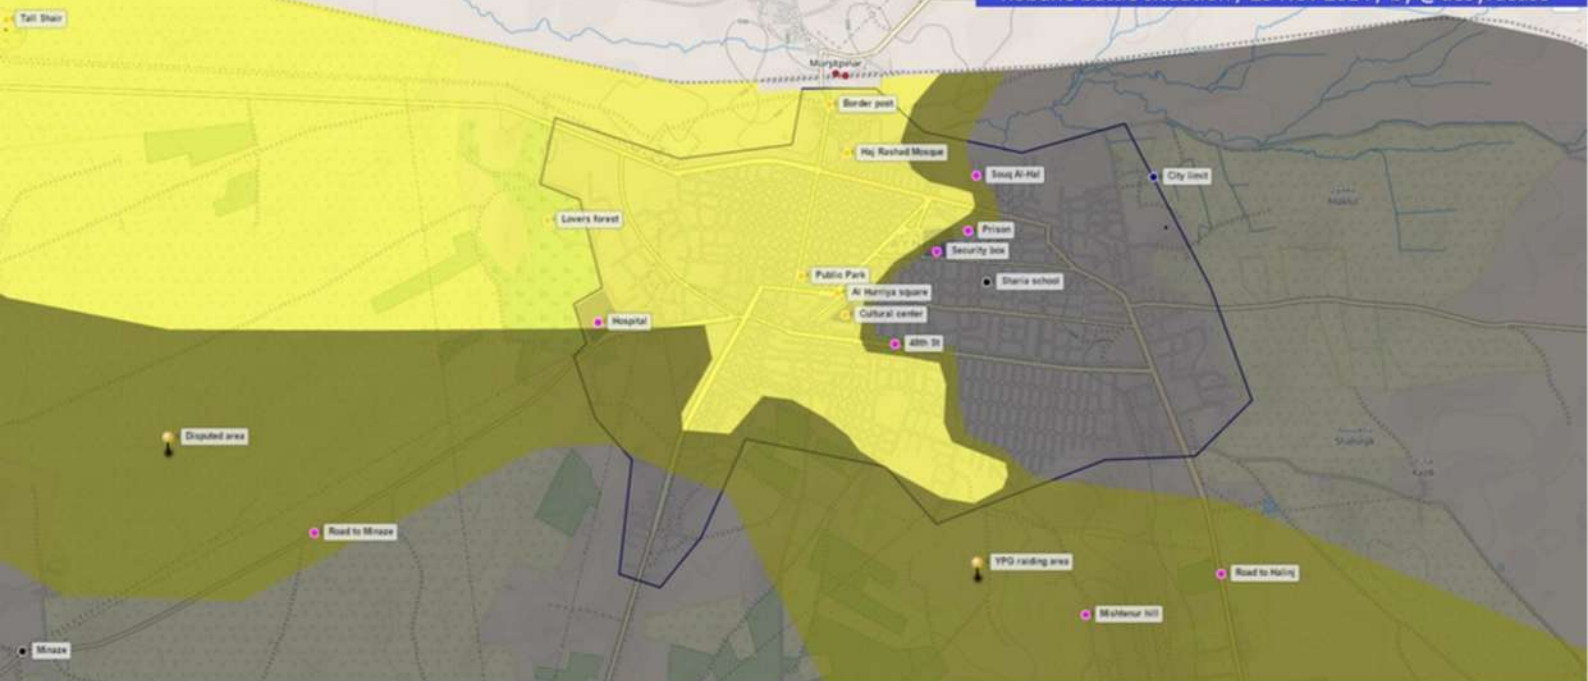 Tall Shair
Murşitpınar
Border post
Haj Rashad Mosque
Souq Al-Hal
City limit
Lovers forest
Prison
Security box
Public Park
Sharia school
Al Hurriya square
Cultural center
Hospital
48th St
Disputed area
Road to Minaze
YPG raiding area
Road to Halinj
Mishtenur hill
Minaze